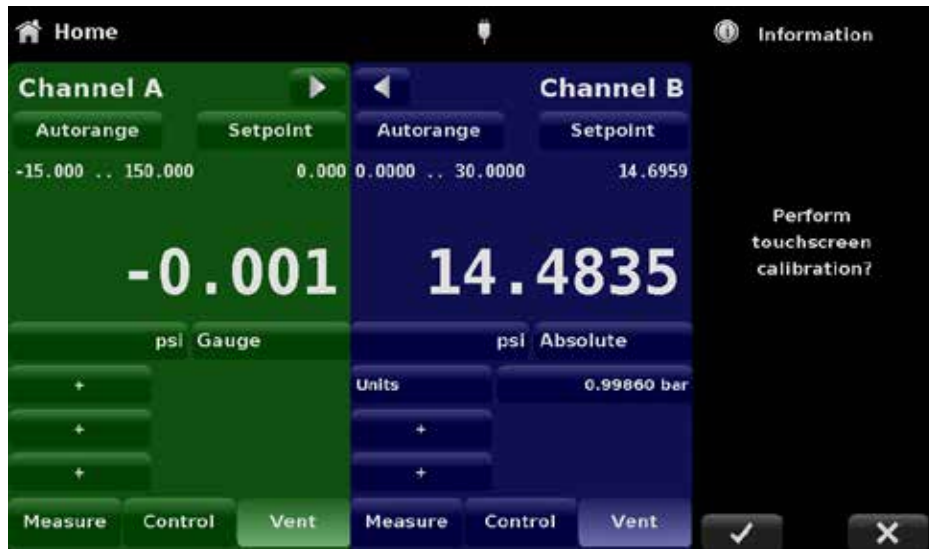 Home
Information
Channel A
Channel B
Autorange Setpoint
Autorange Setpoint
-15.000 .. 150.000 0.000
0.0000 .. 30.0000 14.6959
-0.001
14.4835
psi Gauge
psi Absolute
+
+
+
Units 0.99860 bar
+
+
Measure Control Vent
Measure Control Vent
Perform
touchscreen
calibration?